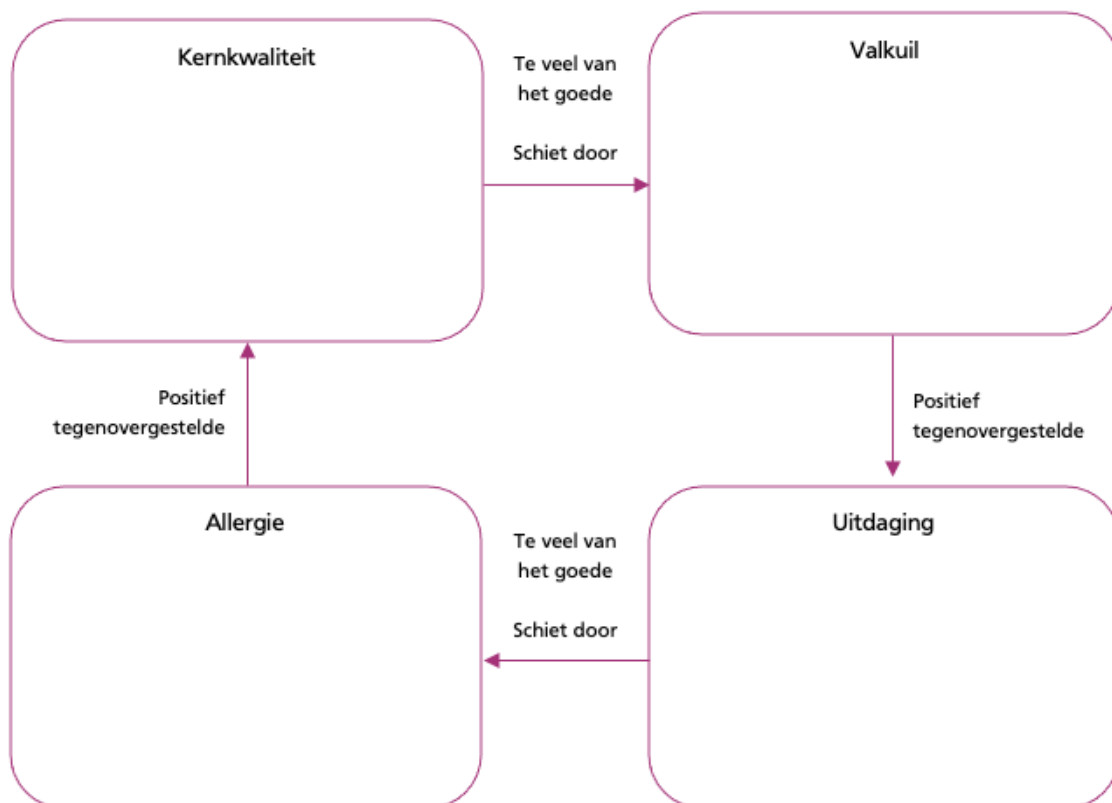 Kernkwaliteit
Te veel van
het goede
Schiet door
Valkuil
Positief
tegenovergestelde
Positief
tegenovergestelde
Allergie
Te veel van
het goede
Schiet door
Uitdaging